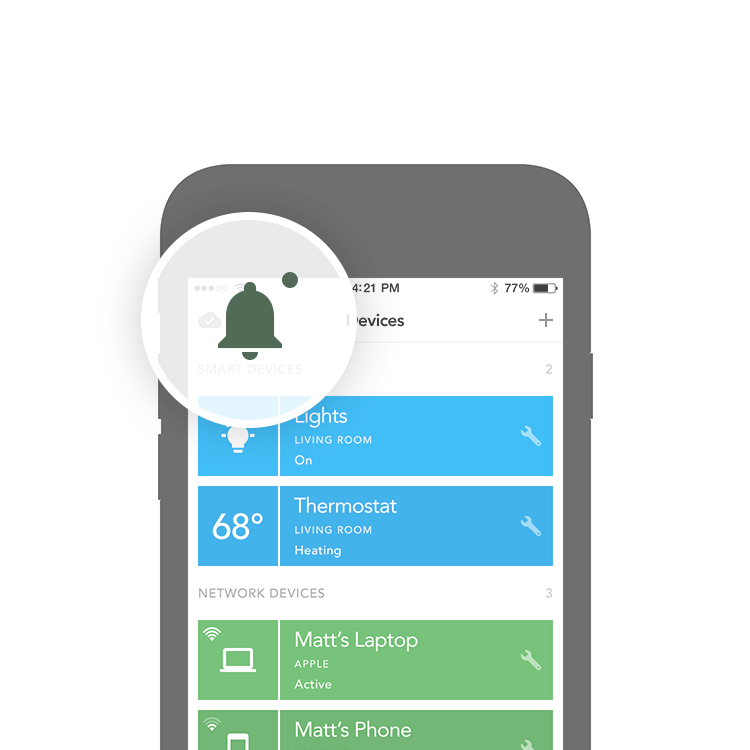 4:21 PM 77%
Devices
SMART DEVICES 2
Lights
LIVING ROOM
On
68° Thermostat
LIVING ROOM
Heating
NETWORK DEVICES 3
Matt's Laptop
APPLE
Active
Matt's Phone